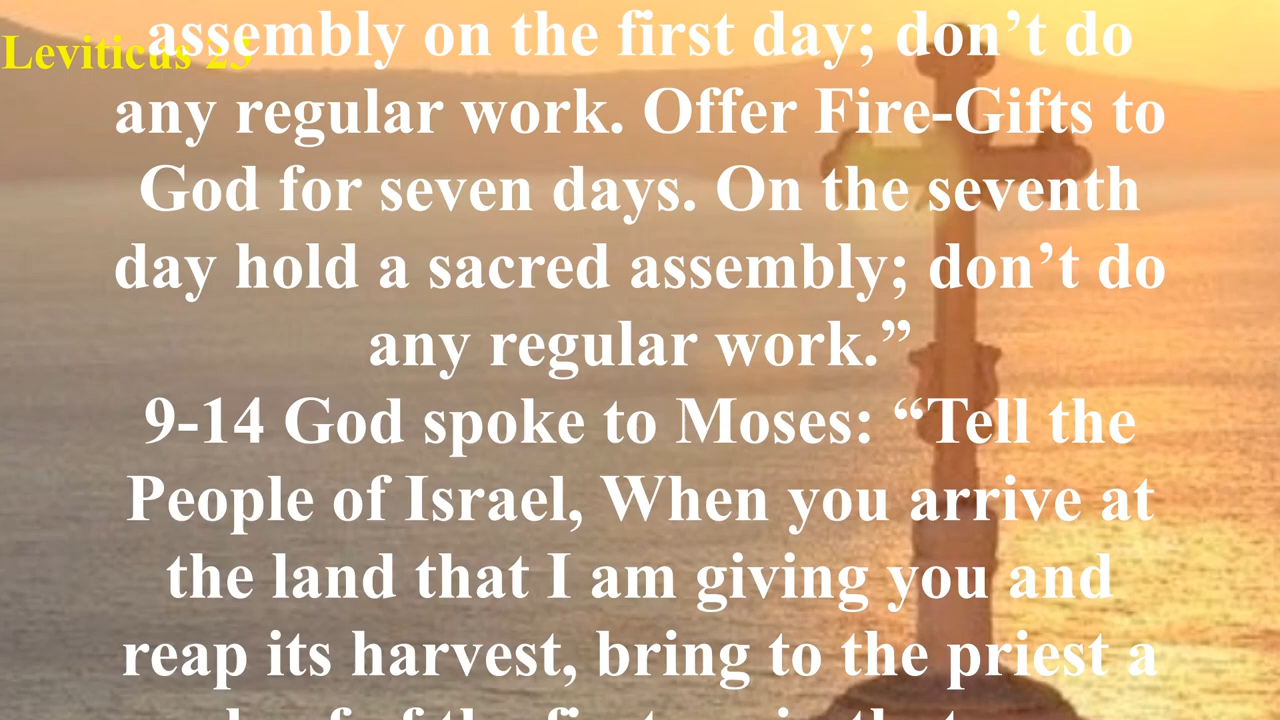 Leviticus 23
assembly on the first day; don’t do
any regular work. Offer Fire-Gifts to
God for seven days. On the seventh
day hold a sacred assembly; don’t do
any regular work.”
9-14 God spoke to Moses: “Tell the
People of Israel, When you arrive at
the land that I am giving you and
reap its harvest, bring to the priest a